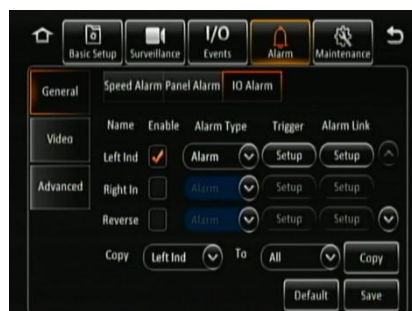 Basic Setup
Surveillance
I/O
Events
Alarm
Maintenance
General
Video
Advanced
Speed Alarm Panel Alarm IO Alarm
Name Enable Alarm Type Trigger Alarm Link
Left Ind Alarm Setup Setup
Right In Alarm Setup Setup
Reverse Alarm Setup Setup
Copy Left Ind To All Copy
Default Save